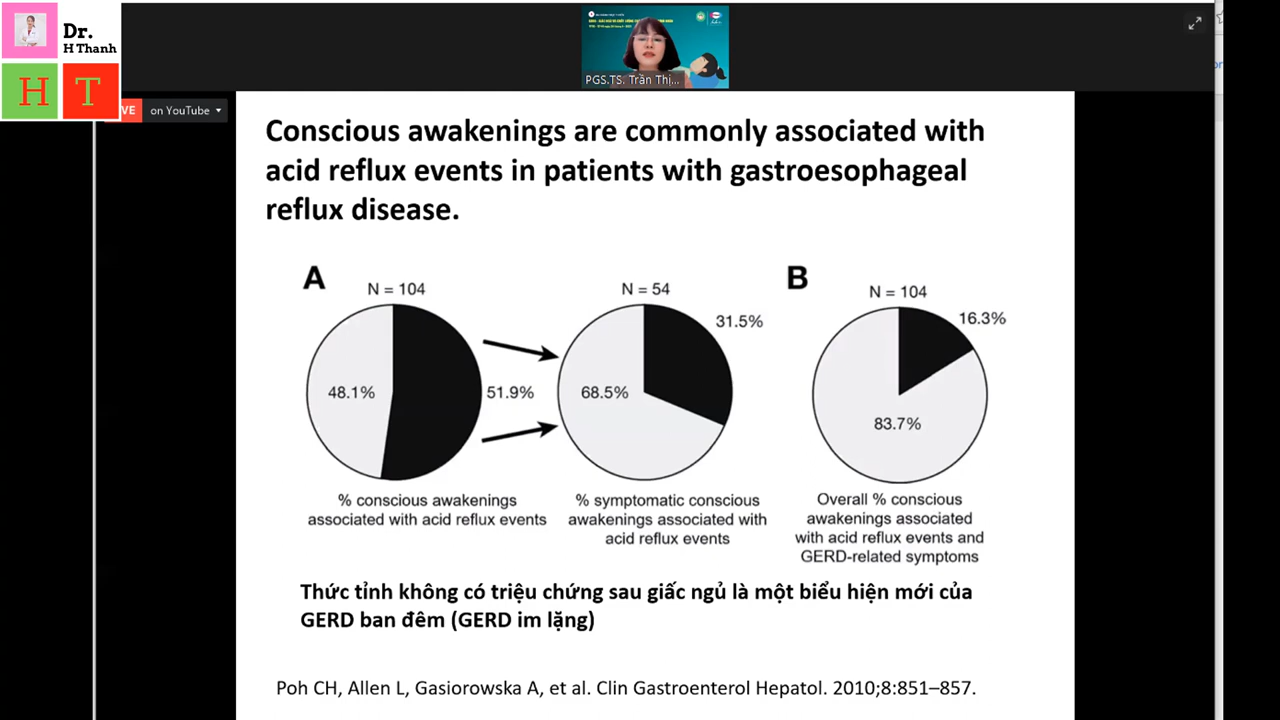 Dr.
H Thanh
H T
VE on YouTube
PGS.TS. Trần Thị...
Conscious awakenings are commonly associated with
acid reflux events in patients with gastroesophageal
reflux disease.
A
N = 104
48.1%
51.9%
% conscious awakenings
associated with acid reflux events
N = 54
31.5%
68.5%
% symptomatic conscious
awakenings associated with
acid reflux events
B
N = 104
16.3%
83.7%
Overall % conscious
awakenings associated
with acid reflux events and
GERD-related symptoms
Thức tỉnh không có triệu chứng sau giấc ngủ là một biểu hiện mới của
GERD ban đêm (GERD im lặng)
Poh CH, Allen L, Gasiorowska A, et al. Clin Gastroenterol Hepatol. 2010;8:851–857.